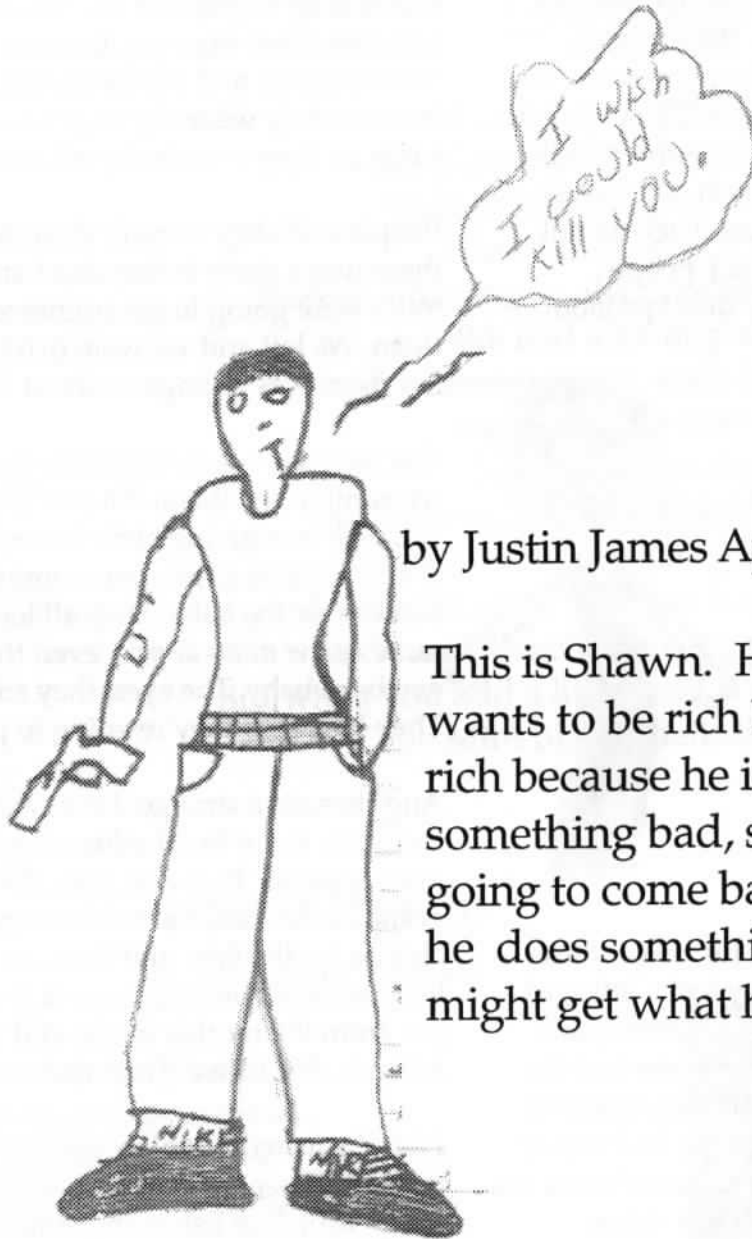 I wish
I could
kill you.
by Justin James A
This is Shawn. H
wants to be rich
rich because he i
something bad, s
going to come ba
he does somethi
might get what h
NIKE
NIKE